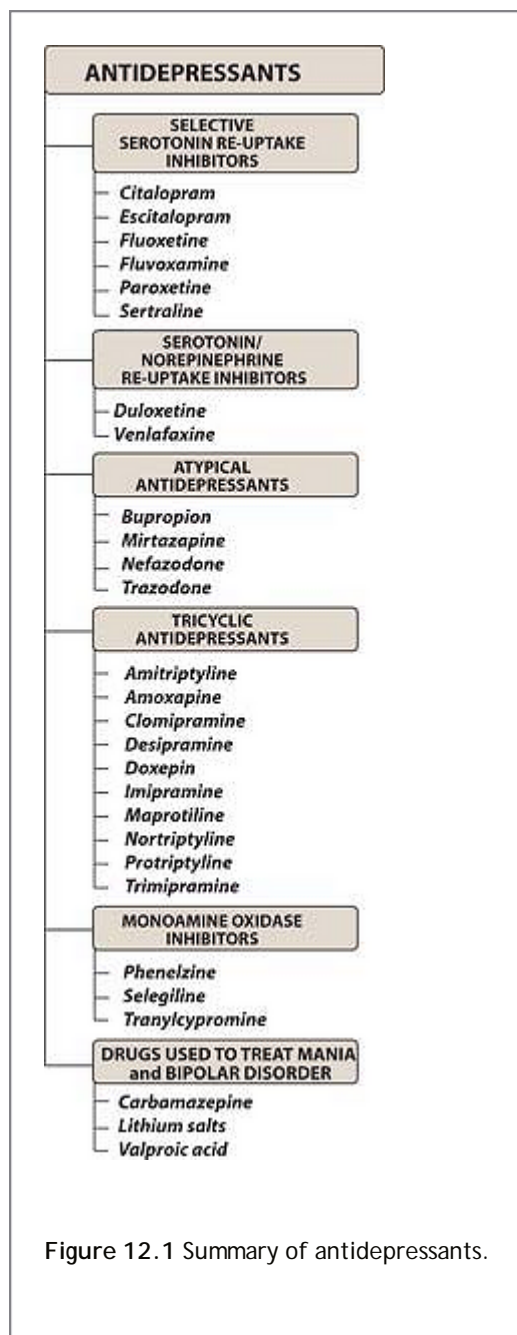 ANTIDEPRESSANTS
SELECTIVE
SEROTONIN RE-UPTAKE
INHIBITORS
Citalopram
Escitalopram
Fluoxetine
Fluvoxamine
Paroxetine
Sertraline
SEROTONIN/
NOREPINEPHRINE
RE-UPTAKE INHIBITORS
Duloxetine
Venlafaxine
ATYPICAL
ANTIDEPRESSANTS
Bupropion
Mirtazapine
Nefazodone
Trazodone
TRICYCLIC
ANTIDEPRESSANTS
Amitriptyline
Amoxapine
Clomipramine
Desipramine
Doxepin
Imipramine
Maprotiline
Nortriptyline
Protriptyline
Trimipramine
MONOAMINE OXIDASE
INHIBITORS
Phenelzine
Selegiline
Tranylcypromine
DRUGS USED TO TREAT MANIA
and BIPOLAR DISORDER
Carbamazepine
Lithium salts
Valproic acid
Figure 12.1 Summary of antidepressants.